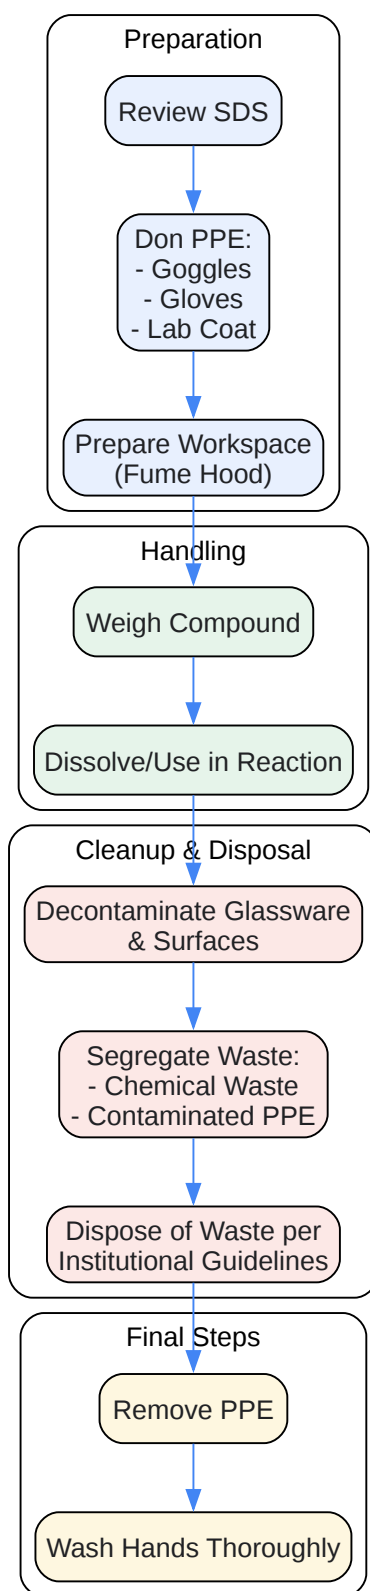 Preparation
Review SDS
Don PPE:
- Goggles
- Gloves
- Lab Coat
Prepare Workspace
(Fume Hood)
Handling
Weigh Compound
Dissolve/Use in Reaction
Cleanup & Disposal
Decontaminate Glassware
& Surfaces
Segregate Waste:
- Chemical Waste
- Contaminated PPE
Dispose of Waste per
Institutional Guidelines
Final Steps
Remove PPE
Wash Hands Thoroughly